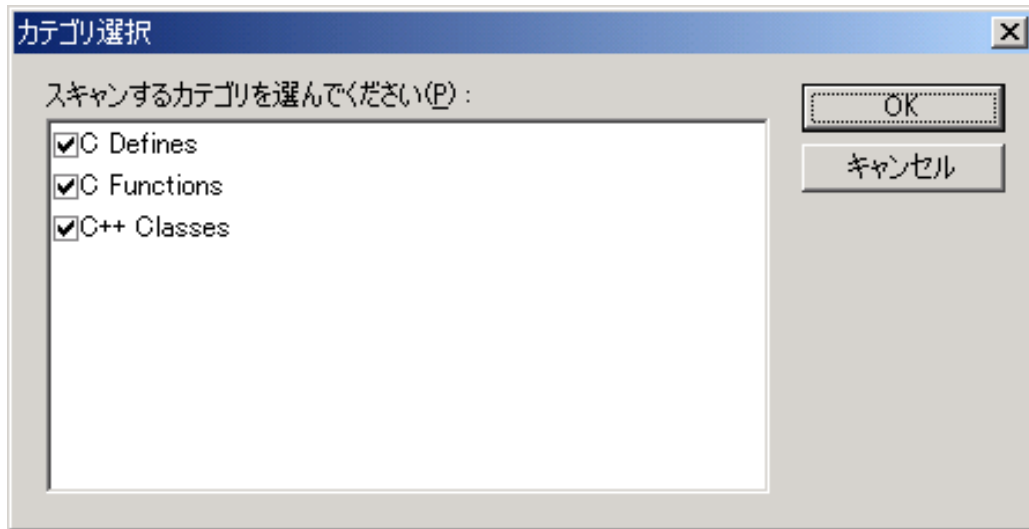 カテゴリ選択
スキャンするカテゴリを選んでください(P) :
C Defines
C Functions
C++ Classes
OK
キャンセル